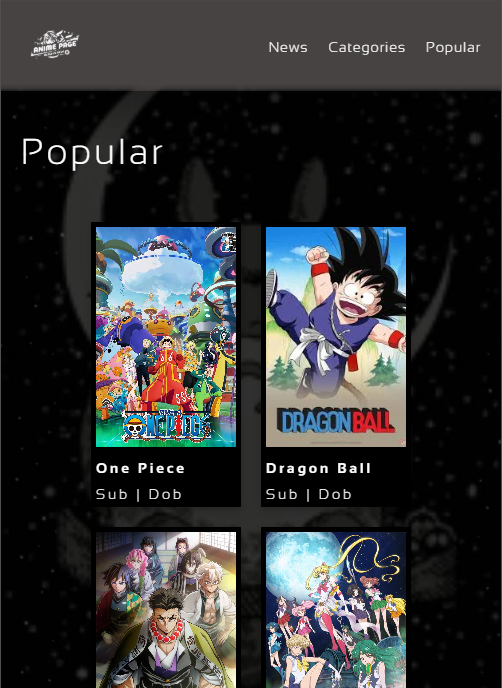 ANIME PAGE
News Categories Popular
Popular
ONE PIECE
DRAGON BALL
One Piece
Dragon Ball
Sub | Dob
Sub | Dob